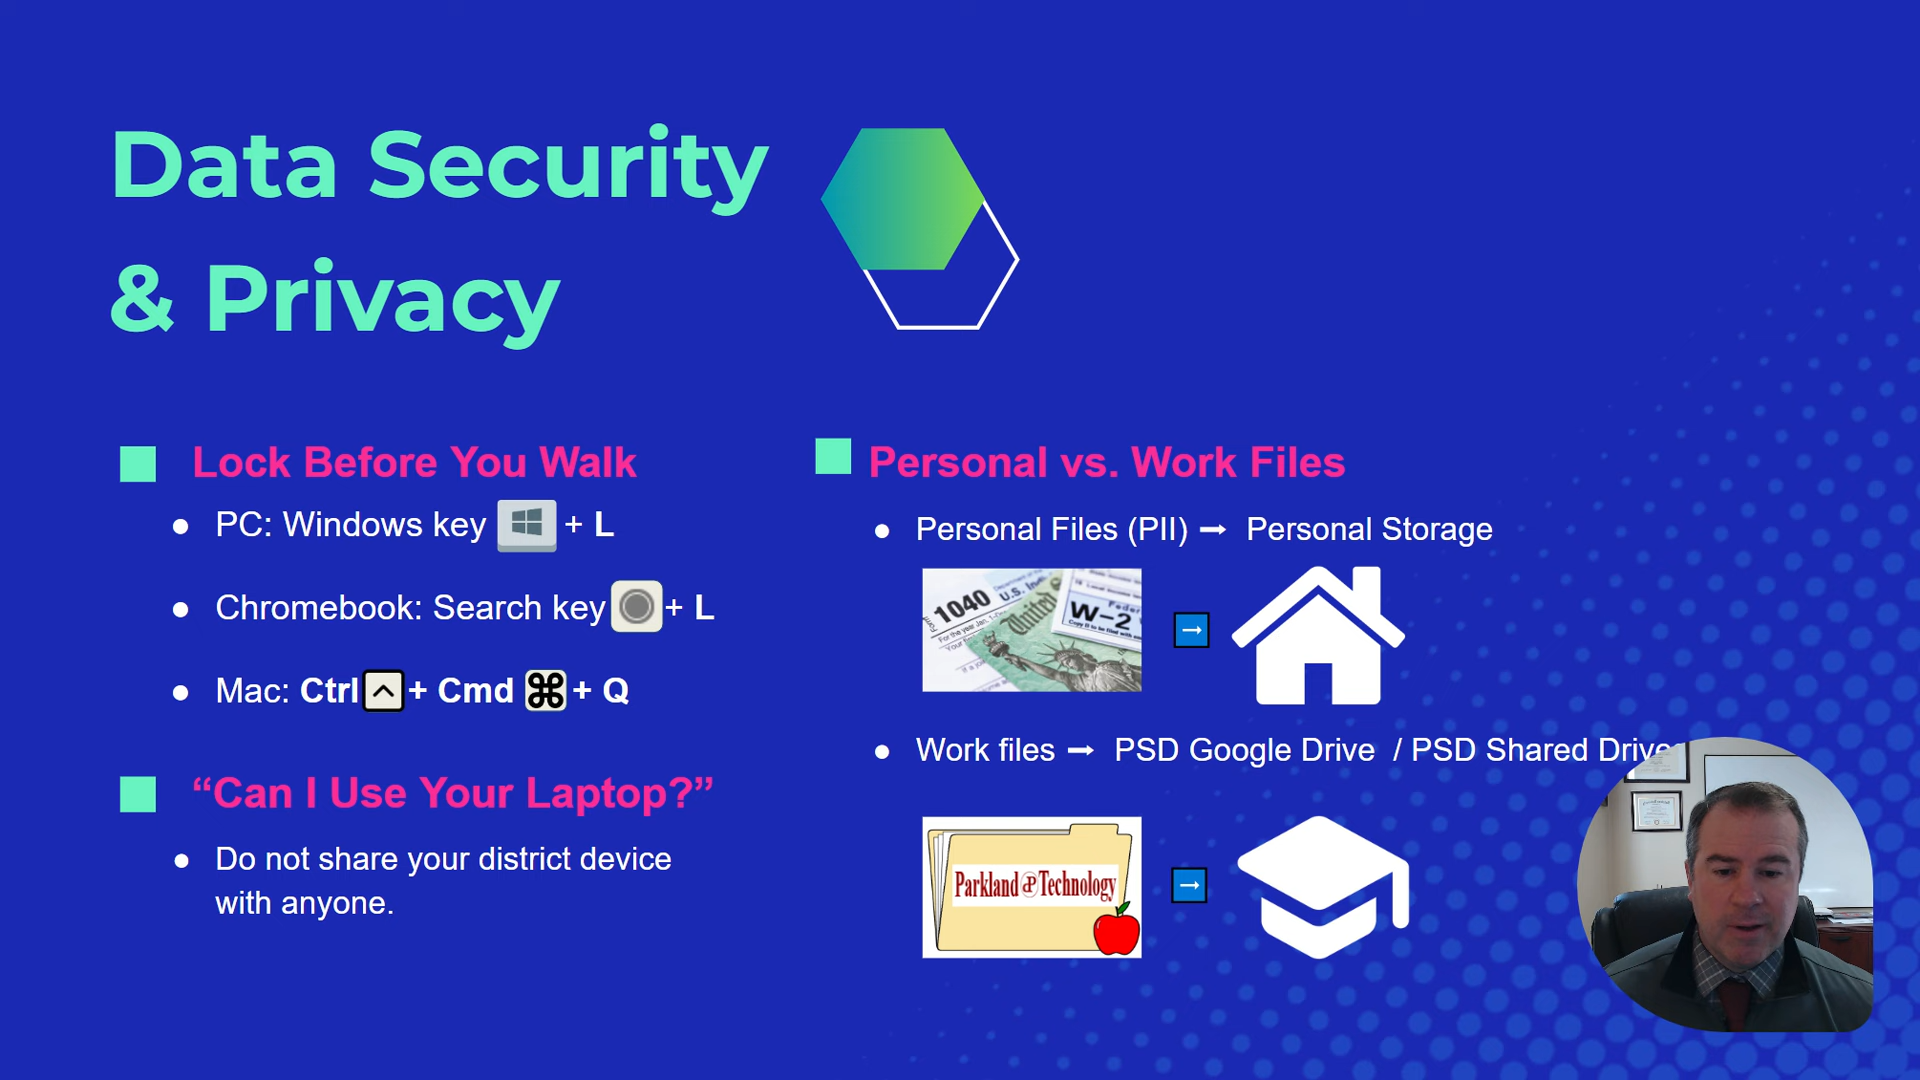 Data Security
& Privacy
Lock Before You Walk
PC: Windows key + L
Chromebook: Search key + L
Mac: Ctrl + Cmd ⌘ + Q
“Can I Use Your Laptop?”
Do not share your district device
with anyone.
Personal vs. Work Files
Personal Files (PII) → Personal Storage
1040
W-2
United
Work files → PSD Google Drive / PSD Shared Drives
Parkland Technology